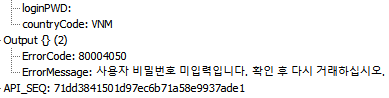 loginPWD:
countryCode: VNM
Output {} (2)
ErrorCode: 80004050
ErrorMessage: 사용자 비밀번호 미입력입니다. 확인 후 다시 거래하십시오.
API_SEQ: 71dd3841501d97ec6b71a58e9937ade1